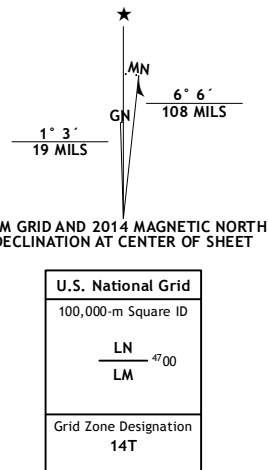 ★
MN
GN
6° 6´
108 MILS
1° 3´
19 MILS
M GRID AND 2014 MAGNETIC NORTH
DECLINATION AT CENTER OF SHEET
U.S. National Grid
100,000-m Square ID
LN
4700
LM
Grid Zone Designation
14T